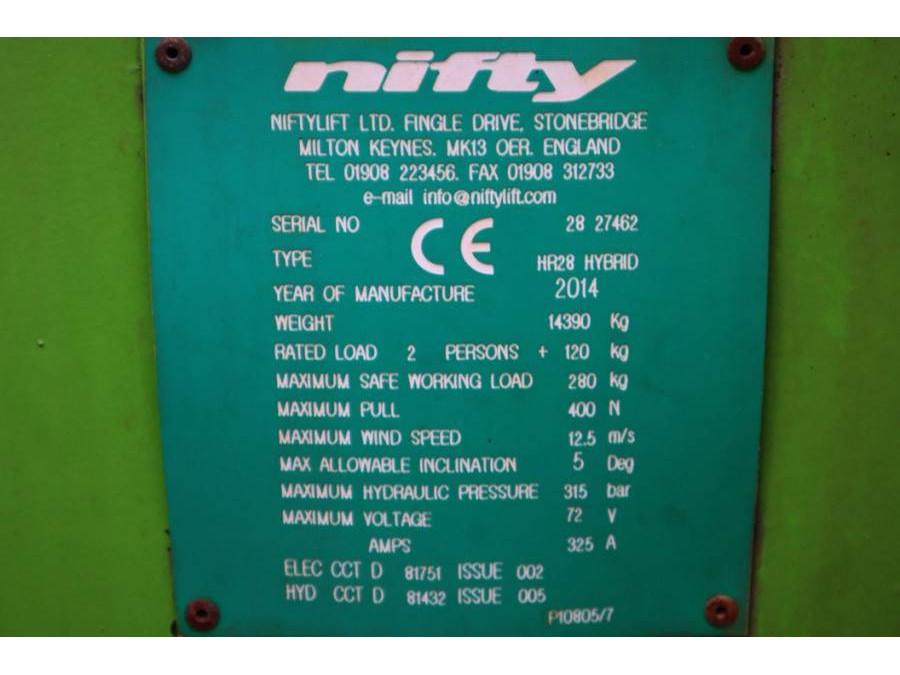 nifty
NIFTYLIFT LTD. FINGLE DRIVE, STONEBRIDGE
MILTON KEYNES. MK13 OER. ENGLAND
TEL 01908 223456. FAX 01908 312733
e-mail info@niftylift.com
SERIAL NO CE 28 27462
TYPE HR28 HYBRID
YEAR OF MANUFACTURE 2014
WEIGHT 14390 Kg
RATED LOAD 2 PERSONS + 120 kg
MAXIMUM SAFE WORKING LOAD 280 kg
MAXIMUM PULL 400 N
MAXIMUM WIND SPEED 12.5 m/s
MAX ALLOWABLE INCLINATION 5 Deg
MAXIMUM HYDRAULIC PRESSURE 315 bar
MAXIMUM VOLTAGE 72 V
AMPS 325 A
ELEC CCT D 81751 ISSUE 002
HYD CCT D 81432 ISSUE 005
P10805/7